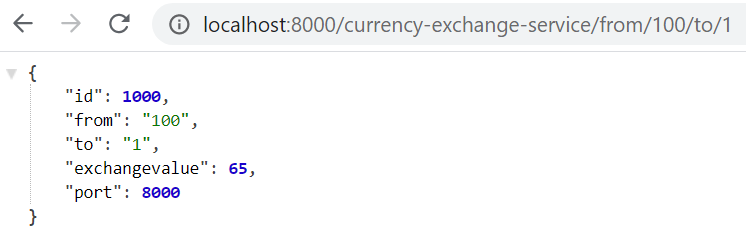 localhost:8000/currency-exchange-service/from/100/to/1
{
"id": 1000,
"from": "100",
"to": "1",
"exchangevalue": 65,
"port": 8000
}